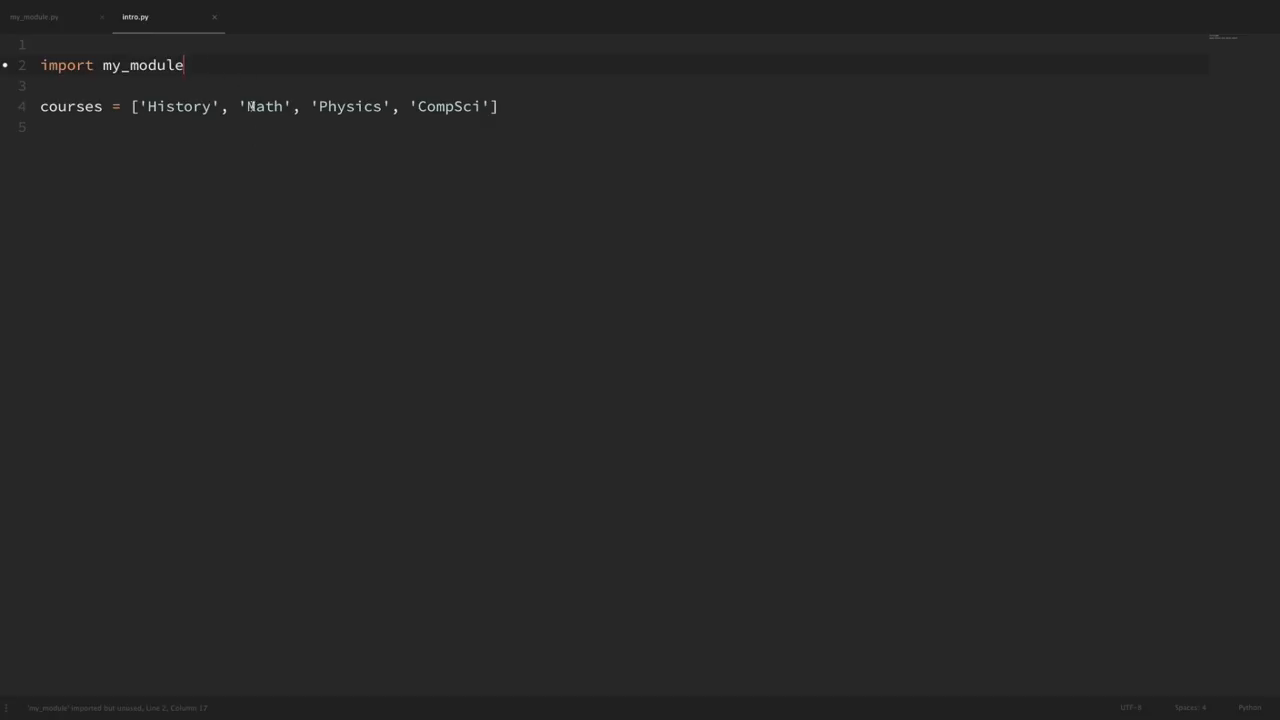 my_module.py
intro.py
1
2 import my_module
3
4 courses = ['History', 'Math', 'Physics', 'CompSci']
5
'my_module' imported but unused, Line 2, Column 17
UTF-8 Spaces: 4 Python